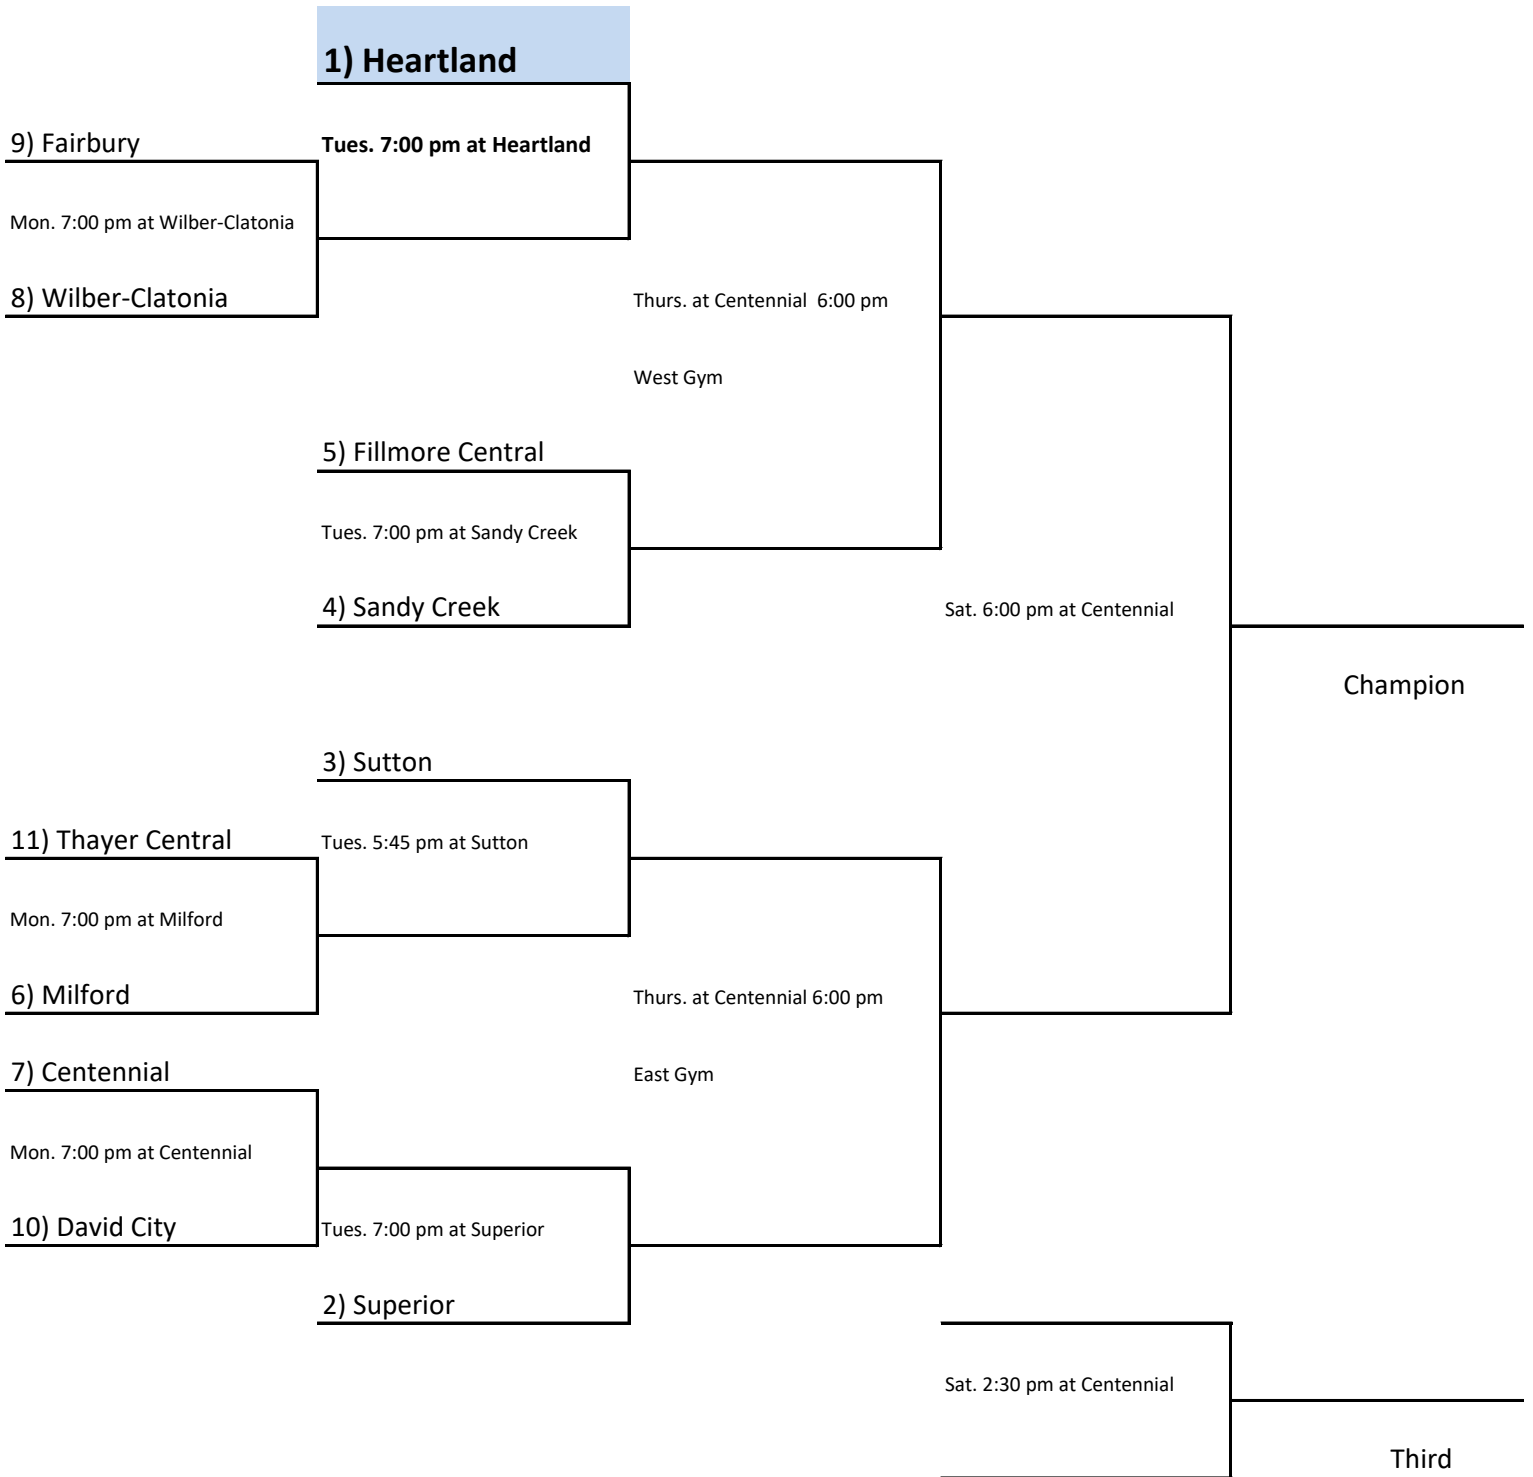 1) Heartland
9) Fairbury
Tues. 7:00 pm at Heartland
Mon. 7:00 pm at Wilber-Clatonia
8) Wilber-Clatonia
Thurs. at Centennial  6:00 pm
West Gym
5) Fillmore Central
Tues. 7:00 pm at Sandy Creek
4) Sandy Creek
Sat. 6:00 pm at Centennial
Champion
3) Sutton
11) Thayer Central
Tues. 5:45 pm at Sutton
Mon. 7:00 pm at Milford
6) Milford
Thurs. at Centennial 6:00 pm
7) Centennial
East Gym
Mon. 7:00 pm at Centennial
10) David City
Tues. 7:00 pm at Superior
2) Superior
Sat. 2:30 pm at Centennial
Third